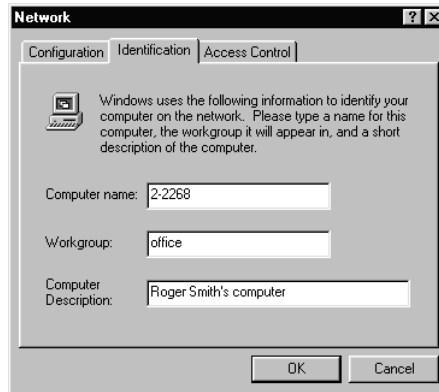 Network
Configuration Identification Access Control
Windows uses the following information to identify your
computer on the network. Please type a name for this
computer, the workgroup it will appear in, and a short
description of the computer.
Computer name: 2-2268
Workgroup: office
Computer
Description: Roger Smith's computer
OK Cancel